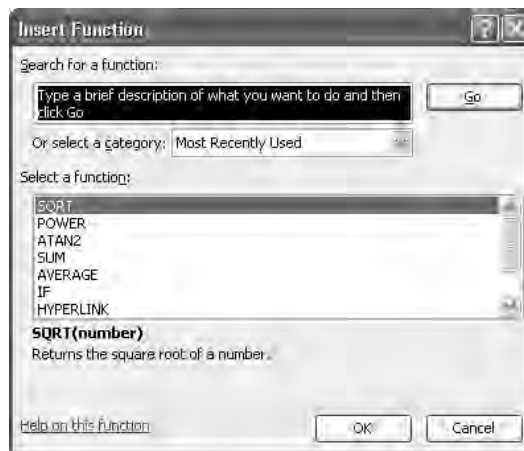 Insert Function
Search for a function:
Type a brief description of what you want to do and then
click Go
Go
Or select a category: Most Recently Used
Select a function:
SQRT
POWER
ATAN2
SUM
AVERAGE
IF
HYPERLINK
SQRT(number)
Returns the square root of a number.
Help on this function
OK
Cancel